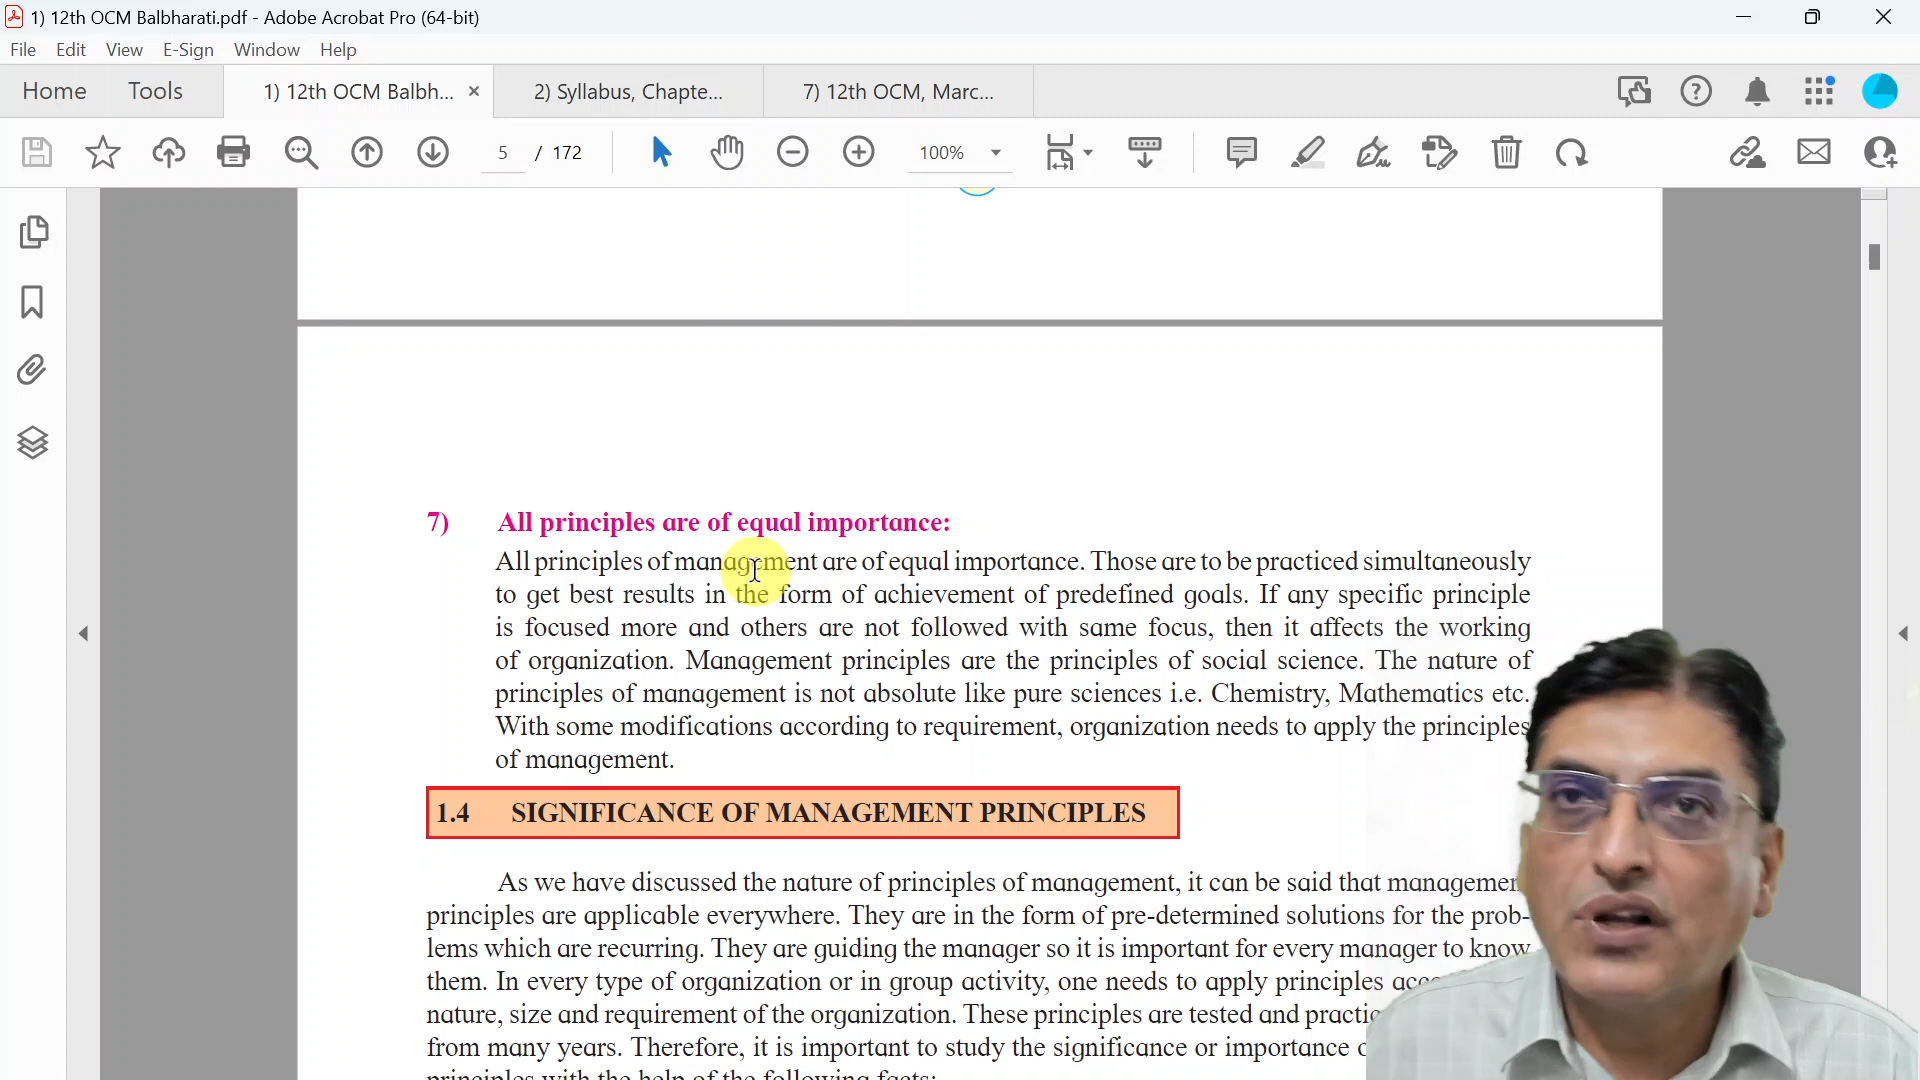 1) 12th OCM Balbharati.pdf - Adobe Acrobat Pro (64-bit)
File Edit View E-Sign Window Help
Home Tools 1) 12th OCM Balbh... 2) Syllabus, Chapte... 7) 12th OCM, Marc...
5 / 172 100%
7) All principles are of equal importance:
All principles of management are of equal importance. Those are to be practiced simultaneously
to get best results in the form of achievement of predefined goals. If any specific principle
is focused more and others are not followed with same focus, then it affects the working
of organization. Management principles are the principles of social science. The nature of
principles of management is not absolute like pure sciences i.e. Chemistry, Mathematics etc.
With some modifications according to requirement, organization needs to apply the principles
of management.
1.4 SIGNIFICANCE OF MANAGEMENT PRINCIPLES
As we have discussed the nature of principles of management, it can be said that
principles are applicable everywhere. They are in the form of pre-determined solutions for the prob-
lems which are recurring. They are guiding the manager so it is important for every manager to know
them. In every type of organization or in group activity, one needs to apply principles
nature, size and requirement of the organization. These principles are tested and
from many years. Therefore, it is important to study the significance or importance
principles with the help of the following facts: